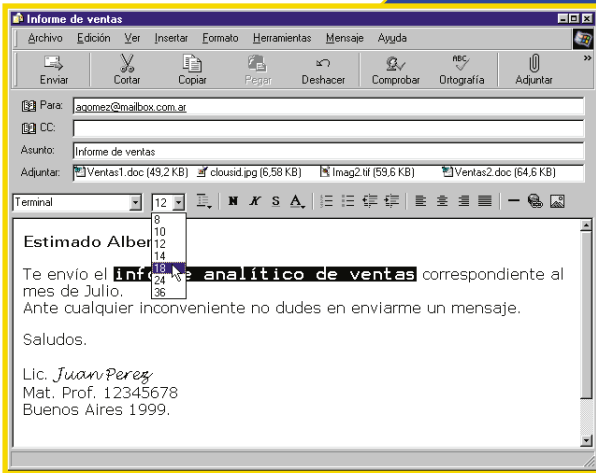 Informe de ventas
Archivo Edición Ver Insertar Formato Herramientas Mensaje Ayuda
Enviar Cortar Copiar Pegar Deshacer Comprobar Ortografía Adjuntar »
Para: agomez@mailbox.com.ar
CC:
Asunto: Informe de ventas
Adjuntar: Ventas1.doc (49,2 KB) clousid.jpg (6,58 KB) Imag2.tif (59,6 KB) Ventas2.doc (64,6 KB)
Terminal 12 N K S A
8
10
12
14
18
24
36
Estimado Alber
Te envío el informe analítico de ventas correspondiente al
mes de Julio.
Ante cualquier inconveniente no dudes en enviarme un mensaje.
Saludos.
Lic. Juan Perez
Mat. Prof. 12345678
Buenos Aires 1999.